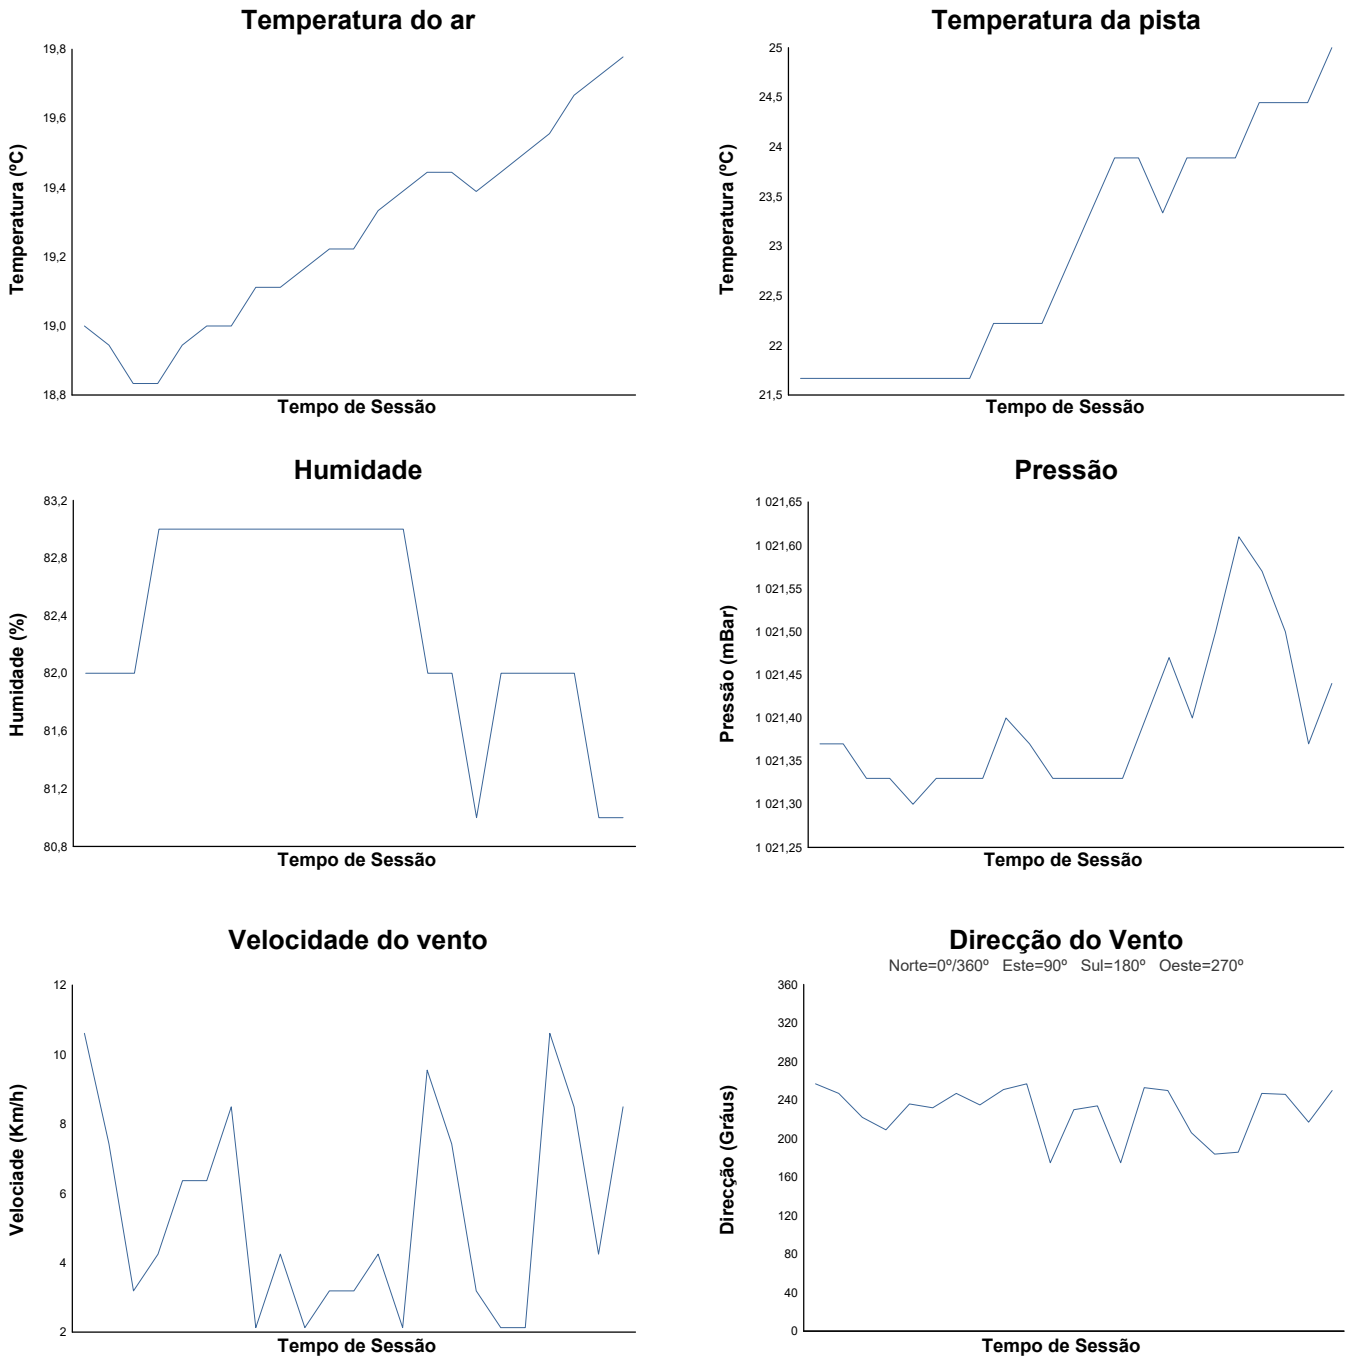 Temperatura do ar
Temperatura (ºC)
19,8
19,6
19,4
19,2
19,0
18,8
Tempo de Sessão
Temperatura da pista
Temperatura (ºC)
25
24,5
24
23,5
23
22,5
22
21,5
Tempo de Sessão
Humidade
Humidade (%)
83,2
82,8
82,4
82,0
81,6
81,2
80,8
Tempo de Sessão
Pressão
Pressão (mBar)
1 021,65
1 021,60
1 021,55
1 021,50
1 021,45
1 021,40
1 021,35
1 021,30
1 021,25
Tempo de Sessão
Velocidade do vento
Velociade (Km/h)
12
10
8
6
4
2
Tempo de Sessão
Direcção do Vento
Norte=0º/360º Este=90º Sul=180º Oeste=270º
Direcção (Gráus)
360
320
280
240
200
160
120
80
40
0
Tempo de Sessão